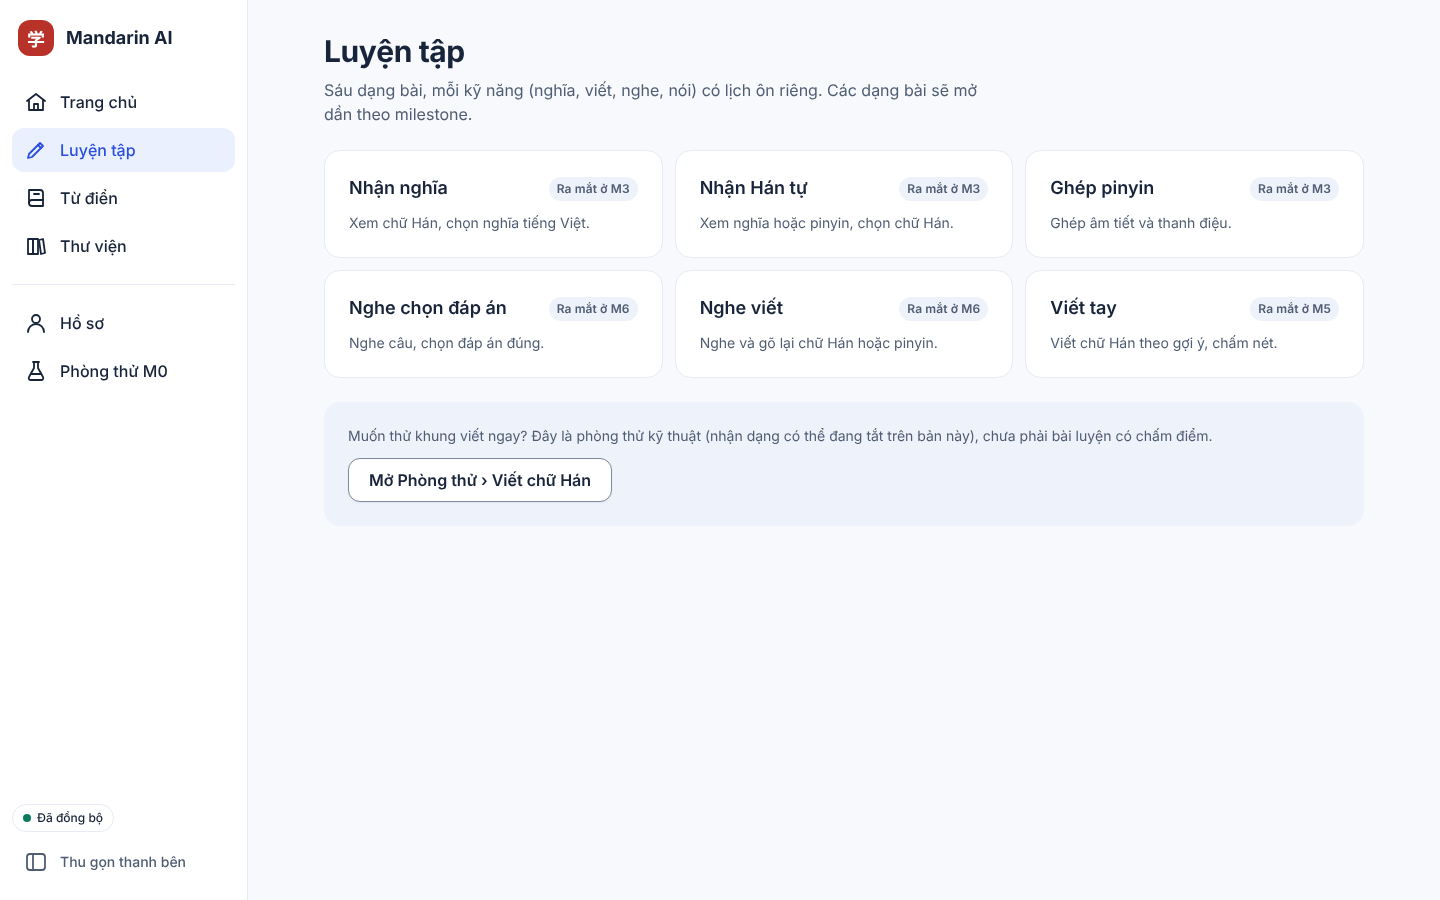 学 Mandarin AI
Trang chủ
Luyện tập
Từ điển
Thư viện
Hồ sơ
Phòng thử M0
Đã đồng bộ
Thu gọn thanh bên
Luyện tập
Sáu dạng bài, mỗi kỹ năng (nghĩa, viết, nghe, nói) có lịch ôn riêng. Các dạng bài sẽ mở
dần theo milestone.
Nhận nghĩa Ra mắt ở M3
Xem chữ Hán, chọn nghĩa tiếng Việt.
Nhận Hán tự Ra mắt ở M3
Xem nghĩa hoặc pinyin, chọn chữ Hán.
Ghép pinyin Ra mắt ở M3
Ghép âm tiết và thanh điệu.
Nghe chọn đáp án Ra mắt ở M6
Nghe câu, chọn đáp án đúng.
Nghe viết Ra mắt ở M6
Nghe và gõ lại chữ Hán hoặc pinyin.
Viết tay Ra mắt ở M5
Viết chữ Hán theo gợi ý, chấm nét.
Muốn thử khung viết ngay? Đây là phòng thử kỹ thuật (nhận dạng có thể đang tắt trên bản này), chưa phải bài luyện có chấm điểm.
Mở Phòng thử › Viết chữ Hán